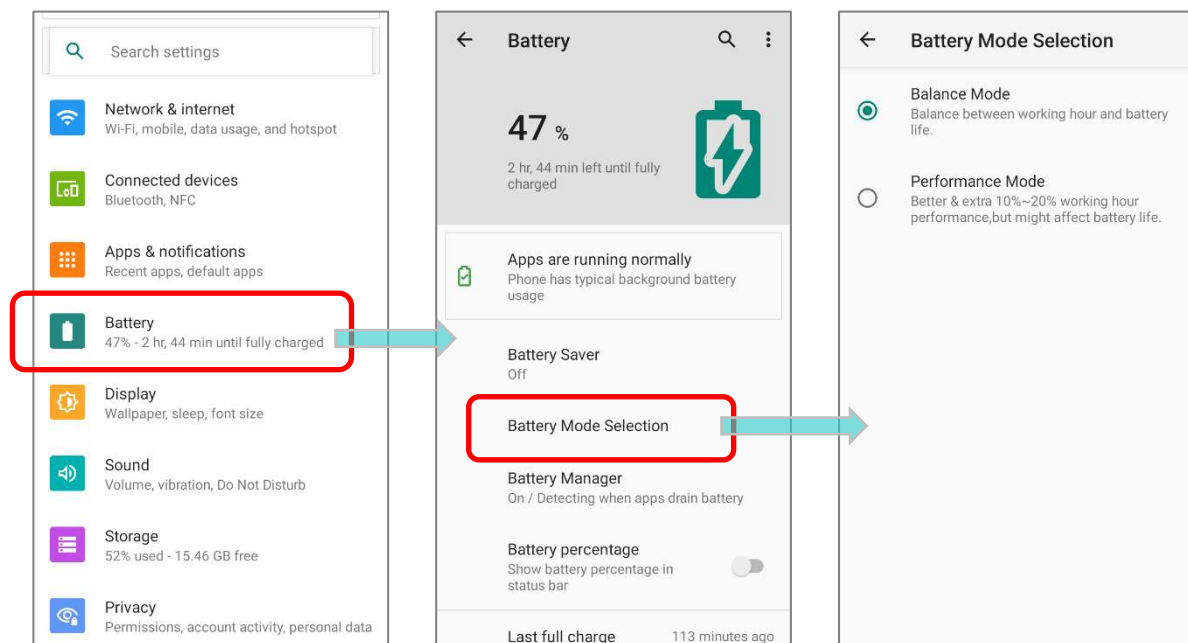 Search settings
Network & internet
Wi-Fi, mobile, data usage, and hotspot
Connected devices
Bluetooth, NFC
Apps & notifications
Recent apps, default apps
Battery
47% - 2 hr, 44 min until fully charged
Display
Wallpaper, sleep, font size
Sound
Volume, vibration, Do Not Disturb
Storage
52% used - 15.46 GB free
Privacy
Permissions, account activity, personal data
Battery
47 %
2 hr, 44 min left until fully
charged
Apps are running normally
Phone has typical background battery
usage
Battery Saver
Off
Battery Mode Selection
Battery Manager
On / Detecting when apps drain battery
Battery percentage
Show battery percentage in
status bar
Last full charge 113 minutes ago
Battery Mode Selection
Balance Mode
Balance between working hour and battery
life.
Performance Mode
Better & extra 10%~20% working hour
performance,but might affect battery life.